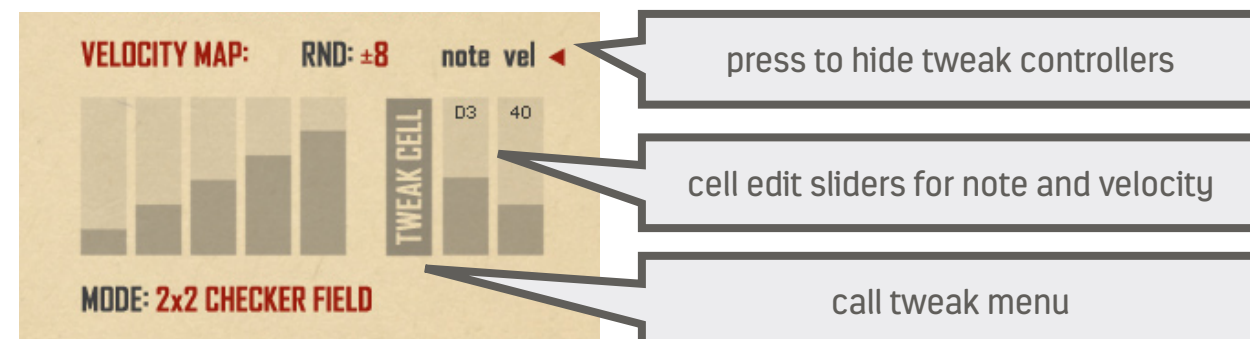 VELOCITY MAP: RND: ±8 note vel ◄
press to hide tweak controllers
TWEAK CELL
D3 40
cell edit sliders for note and velocity
MODE: 2x2 CHECKER FIELD
call tweak menu